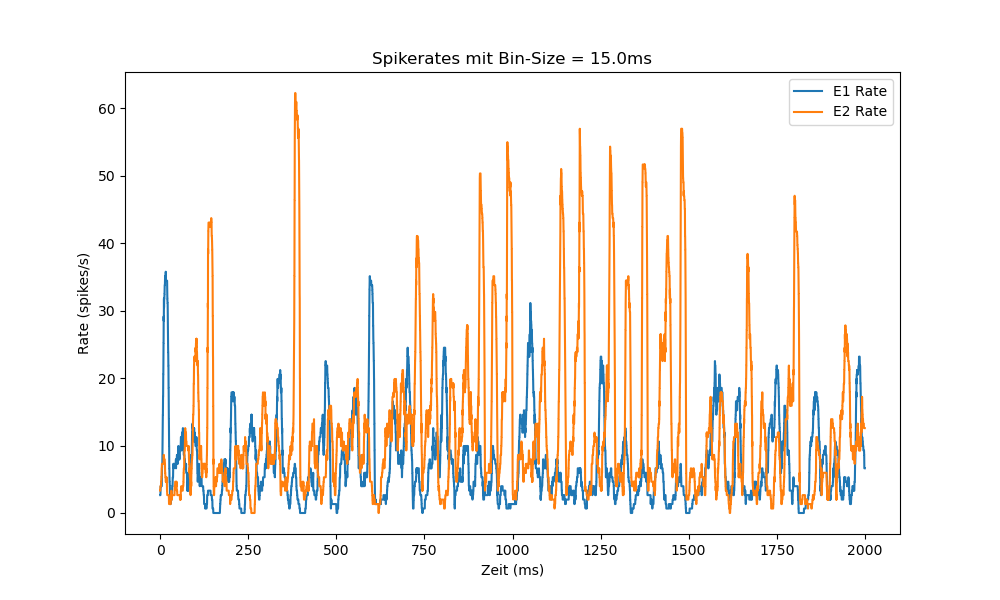 Spikerates mit Bin-Size = 15.0ms
E1 Rate
E2 Rate
60
50
40
30
20
10
0
Rate (spikes/s)
0 250 500 750 1000 1250 1500 1750 2000
Zeit (ms)